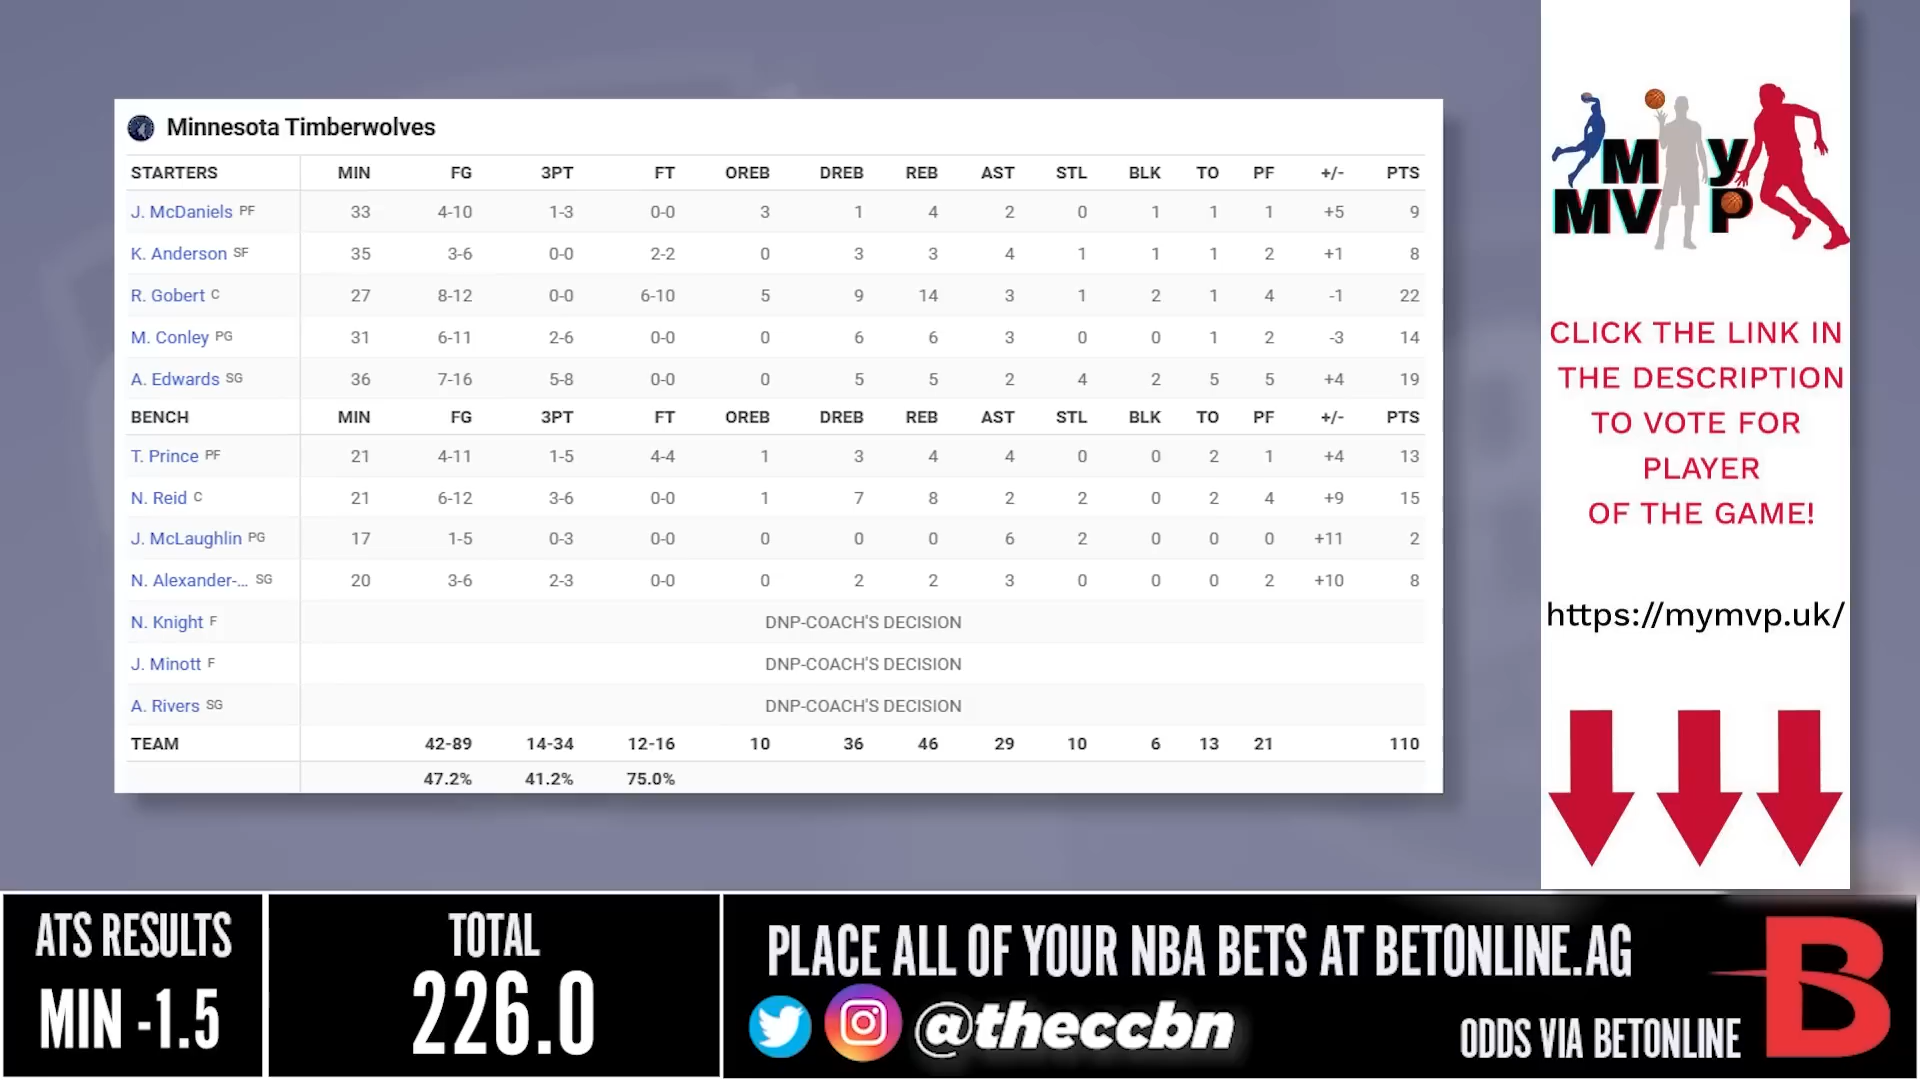 Minnesota Timberwolves
STARTERS MIN FG 3PT FT OREB DREB REB AST STL BLK TO PF +/- PTS
J. McDaniels PF 33 4-10 1-3 0-0 3 1 4 2 0 1 1 1 +5 9
K. Anderson SF 35 3-6 0-0 2-2 0 3 3 4 1 1 1 2 +1 8
R. Gobert C 27 8-12 0-0 6-10 5 9 14 3 1 2 1 4 -1 22
M. Conley PG 31 6-11 2-6 0-0 0 6 6 3 0 0 1 2 -3 14
A. Edwards SG 36 7-16 5-8 0-0 0 5 5 2 4 2 5 5 +4 19
BENCH MIN FG 3PT FT OREB DREB REB AST STL BLK TO PF +/- PTS
T. Prince PF 21 4-11 1-5 4-4 1 3 4 4 0 0 2 1 +4 13
N. Reid C 21 6-12 3-6 0-0 1 7 8 2 2 0 2 4 +9 15
J. McLaughlin PG 17 1-5 0-3 0-0 0 0 0 6 2 0 0 0 +11 2
N. Alexander-... SG 20 3-6 2-3 0-0 0 2 2 3 0 0 0 2 +10 8
N. Knight F DNP-COACH'S DECISION
J. Minott F DNP-COACH'S DECISION
A. Rivers SG DNP-COACH'S DECISION
TEAM 42-89 14-34 12-16 10 36 46 29 10 6 13 21 110
47.2% 41.2% 75.0%
My
MVP
CLICK THE LINK IN
THE DESCRIPTION
TO VOTE FOR
PLAYER
OF THE GAME!
https://mymvp.uk/
ATS RESULTS
MIN -1.5
TOTAL
226.0
PLACE ALL OF YOUR NBA BETS AT BETONLINE.AG
@theccbn
ODDS VIA BETONLINE
B